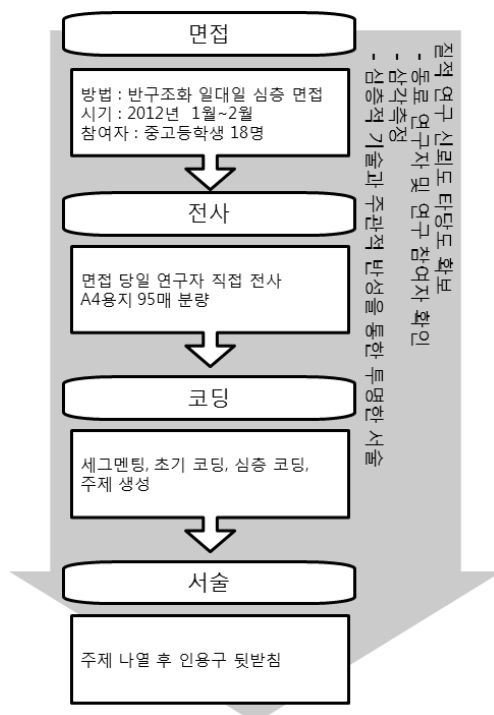 면접
방법 : 반구조화 일대일 심층 면접
시기 : 2012년 1월~2월
참여자 : 중고등학생 18명
전사
면접 당일 연구자 직접 전사
A4용지 95매 분량
코딩
세그멘팅, 초기 코딩, 심층 코딩,
주제 생성
서술
주제 나열 후 인용구 뒷받침
질적 연구 신뢰도 타당도 확보
- 동료 연구자 및 연구 참여자 확인
- 삼각측정
- 심층적 기술과 주관적 반성을 통한 투명한 서술